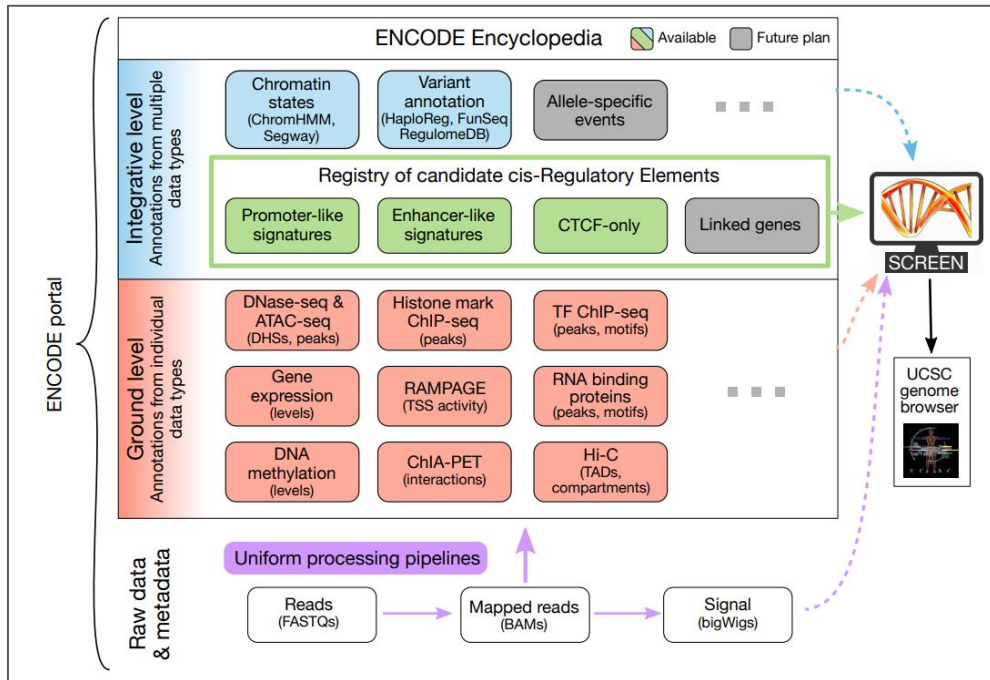 ENCODE Encyclopedia
Available
Future plan
ENCODE portal
Integrative level
Annotations from multiple
data types
Chromatin
states
(ChromHMM,
Segway)
Variant
annotation
(HaploReg, FunSeq
RegulomeDB)
Allele-specific
events
Registry of candidate cis-Regulatory Elements
Promoter-like
signatures
Enhancer-like
signatures
CTCF-only
Linked genes
SCREEN
Ground level
Annotations from individual
data types
DNase-seq &
ATAC-seq
(DHSs, peaks)
Histone mark
ChIP-seq
(peaks)
TF ChIP-seq
(peaks, motifs)
Gene
expression
(levels)
RAMPAGE
(TSS activity)
RNA binding
proteins
(peaks, motifs)
DNA
methylation
(levels)
ChIA-PET
(interactions)
Hi-C
(TADs,
compartments)
UCSC
genome
browser
U C S C
Raw data
& metadata
Uniform processing pipelines
Reads
(FASTQs)
Mapped reads
(BAMs)
Signal
(bigWigs)